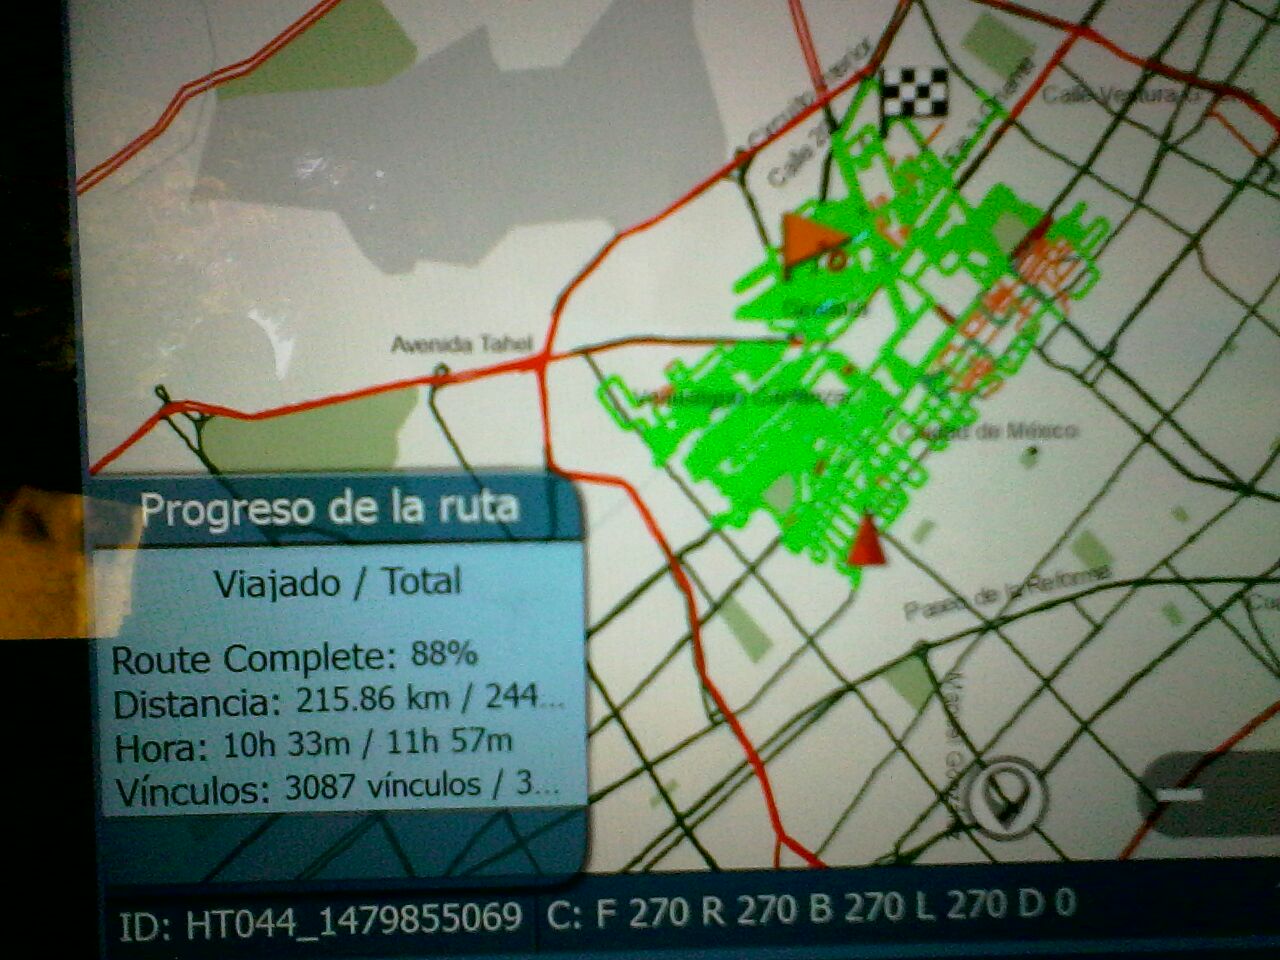 Circuito Interior
Calle 20
Calle Ventura G
Avenida Tahel
Ciudad de México
Paseo de la Reforma
Progreso de la ruta
Viajado / Total
Route Complete: 88%
Distancia: 215.86 km / 244...
Hora: 10h 33m / 11h 57m
Vínculos: 3087 vínculos / 3...
ID: HT044_1479855069 C: F 270 R 270 B 270 L 270 D 0